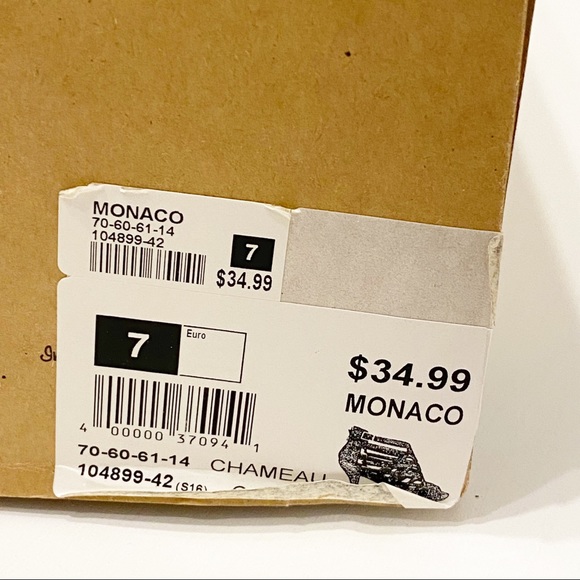 MONACO
70-60-61-14
104899-42
7
$34.99
7
Euro
$34.99
MONACO
4 00000 37094 1
70-60-61-14 CHAMEAU
104899-42 (S16)